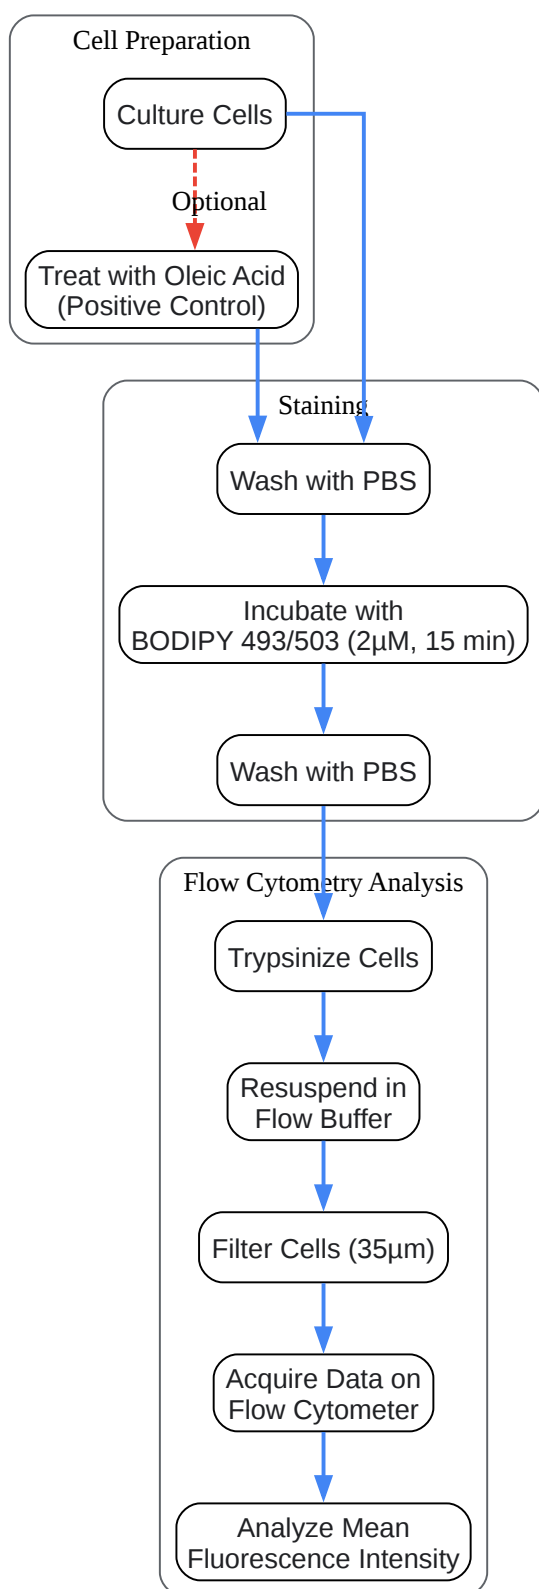 Cell Preparation
Culture Cells
Optional
Treat with Oleic Acid
(Positive Control)
Staining
Wash with PBS
Incubate with
BODIPY 493/503 (2µM, 15 min)
Wash with PBS
Flow Cytometry Analysis
Trypsinize Cells
Resuspend in
Flow Buffer
Filter Cells (35µm)
Acquire Data on
Flow Cytometer
Analyze Mean
Fluorescence Intensity